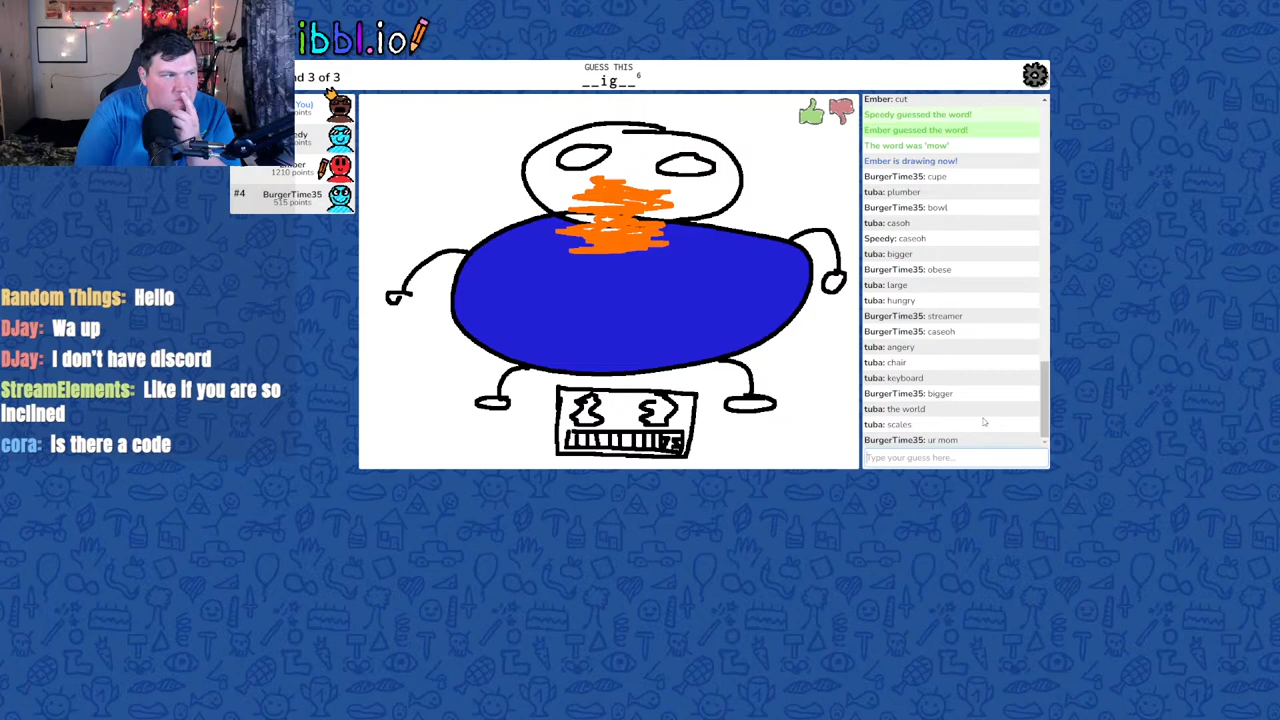 ibbl.io
GUESS THIS
nd 3 of 3
__ig__ 6
(You)
points
edy
points
Ember
1210 points
#4 BurgerTime35
515 points
Ember: cut
Speedy guessed the word!
Ember guessed the word!
The word was 'mow'
Ember is drawing now!
BurgerTime35: cupe
tuba: plumber
BurgerTime35: bowl
tuba: casoh
Speedy: caseoh
tuba: bigger
BurgerTime35: obese
tuba: large
tuba: hungry
BurgerTime35: streamer
BurgerTime35: caseoh
tuba: angery
tuba: chair
tuba: keyboard
BurgerTime35: bigger
tuba: the world
tuba: scales
BurgerTime35: ur mom
Type your guess here...
Random Things: Hello
DJay: Wa up
DJay: I don't have discord
StreamElements: Like if you are so
inclined
cora: Is there a code